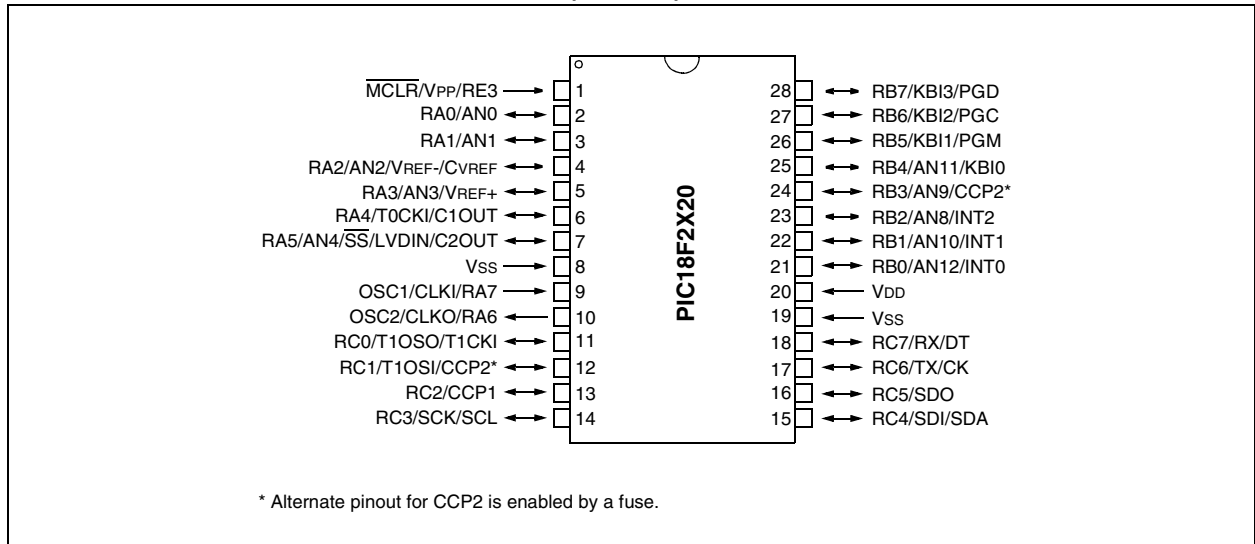 MCLR/VPP/RE3
RA0/AN0
RA1/AN1
RA2/AN2/VREF-/CVREF
RA3/AN3/VREF+
RA4/T0CKI/C1OUT
RA5/AN4/SS/LVDIN/C2OUT
VSS
OSC1/CLKI/RA7
OSC2/CLKO/RA6
RC0/T1OSO/T1CKI
RC1/T1OSI/CCP2*
RC2/CCP1
RC3/SCK/SCL
1
2
3
4
5
6
7
8
9
10
11
12
13
14
PIC18F2X20
28
27
26
25
24
23
22
21
20
19
18
17
16
15
RB7/KBI3/PGD
RB6/KBI2/PGC
RB5/KBI1/PGM
RB4/AN11/KBI0
RB3/AN9/CCP2*
RB2/AN8/INT2
RB1/AN10/INT1
RB0/AN12/INT0
VDD
VSS
RC7/RX/DT
RC6/TX/CK
RC5/SDO
RC4/SDI/SDA
* Alternate pinout for CCP2 is enabled by a fuse.